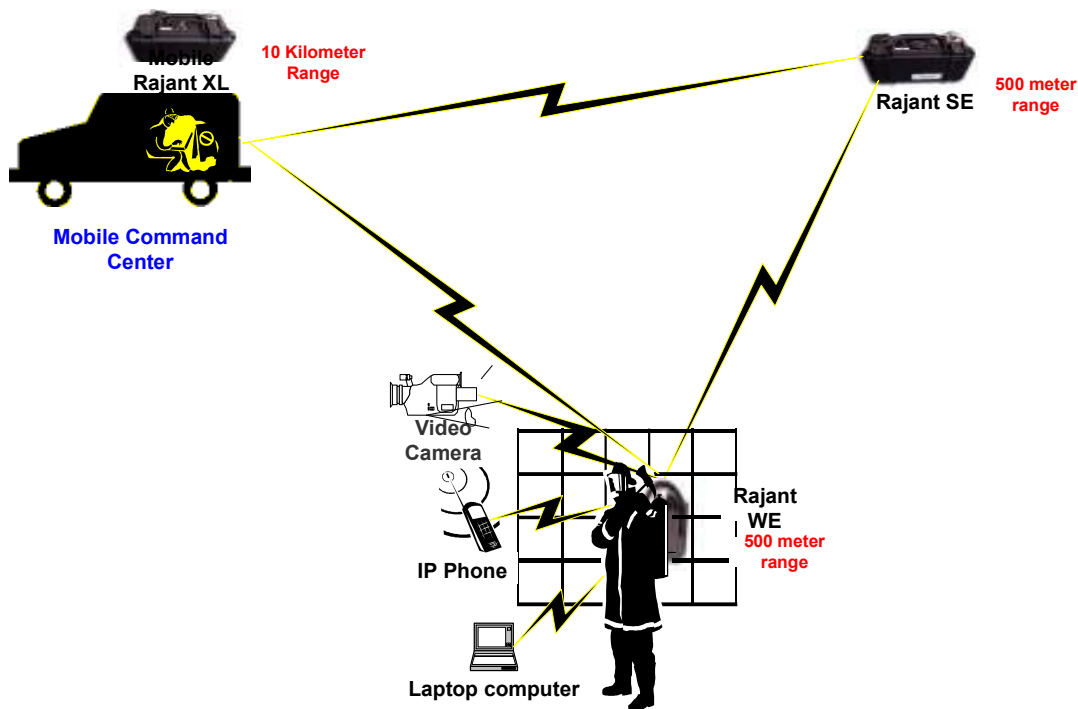 Mobile
Rajant XL
10 Kilometer
Range
Rajant SE
500 meter
range
Mobile Command
Center
Video
Camera
Rajant
WE
500 meter
range
IP Phone
Laptop computer